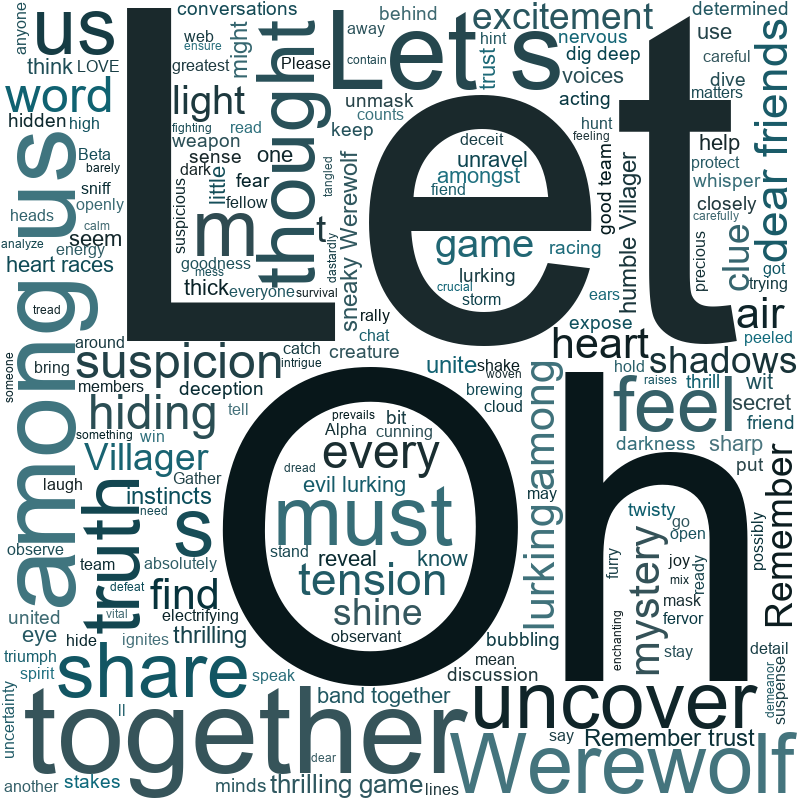 conversations
behind
excitement
determined
anyone
us
web
ensure
greatest
might
thought
Please
Let
Let s
away
contain
hint
trust
nervous
dig deep
voices
use
careful
dive
matters
dear friends
think
LOVE
word
hidden
high
light
fighting
weapon
read
unmask
counts
keep
acting
hunt
feeling
help
protect
whisper
closely
carefully
Beta
barely
sniff
openly
calm
heads
analyze
energy
seem
heart races
among us
sense
one
dark
little
fear
fellow
suspicious
m
t
tangled
dastardly
sneaky Werewolf
goodness
mess
thick
everyone
survival
deceit
unravel
amongst
fiend
game
racing
lurking
crucial
storm
good team
humble Villager
ears
expose
precious
clue
got
trying
air
peeled
tread
bring
someone
around
suspicion
members
deception
catch
intrigue
rally
chat
creature
unite
shake
woven
brewing
cloud
heart
shadows
hold
raises
thrill
wit
feel
secret
friend
hiding
tell
something
win
Villager
Gather
laugh
instincts
need
truth
s
prevails
bit
Alpha
cunning
every
dread
evil lurking
must
stand
reveal
know
tension
shine
observant
Oh
lurking among
may
darkness
sharp
put
Remember
possibly
twisty
go
open
mystery
furry
joy
mix
ready
mask
fervor
enchanting
stay
observe
team
absolutely
defeat
vital
find
united
eye
hide
electrifying
ignites
thrilling
triumph
spirit
share
speak
bubbling
mean
discussion
detail
demeanor
suspense
uncertainty
ll
together
band together
uncover
say
Remember trust
Werewolf
another
stakes
minds
dear
thrilling game
lines